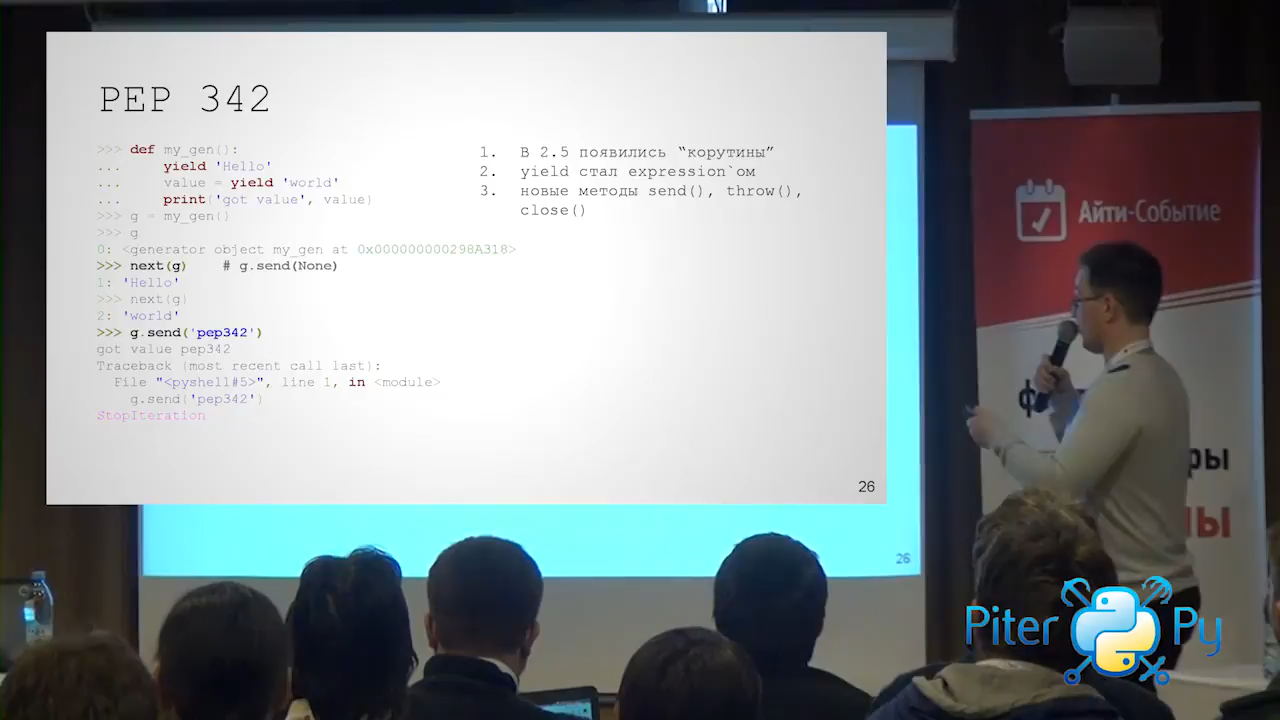 PEP 342
>>> def my_gen():
...     yield 'Hello'
...     value = yield 'world'
...     print('got value', value)
>>> g = my_gen()
>>> g
0: <generator object my_gen at 0x000000000298A318>
>>> next(g)    # g.send(None)
1: 'Hello'
>>> next(g)
2: 'world'
>>> g.send('pep342')
got value pep342
Traceback (most recent call last):
  File "<pyshell#5>", line 1, in <module>
    g.send('pep342')
StopIteration
1. В 2.5 появились “корутины”
2. yield стал expression`ом
3. новые методы send(), throw(),
close()
26
26
Айти-Событие
Piter Py